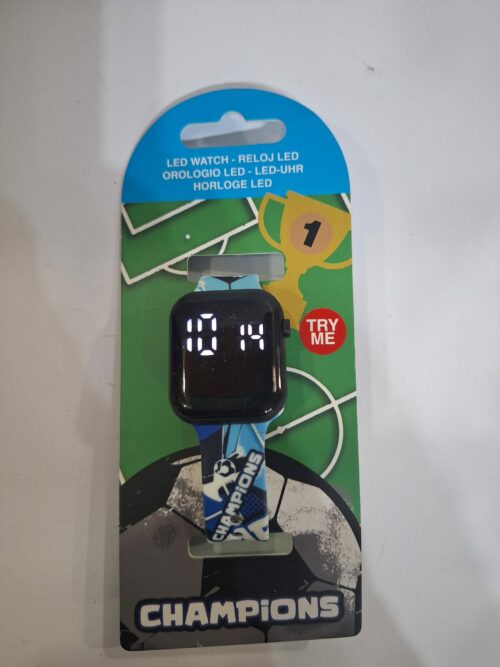 LED WATCH - RELOJ LED
OROLOGIO LED - LED-UHR
HORLOGE LED
1
10 14
TRY
ME
CHAMPiONS
CHAMPiONS